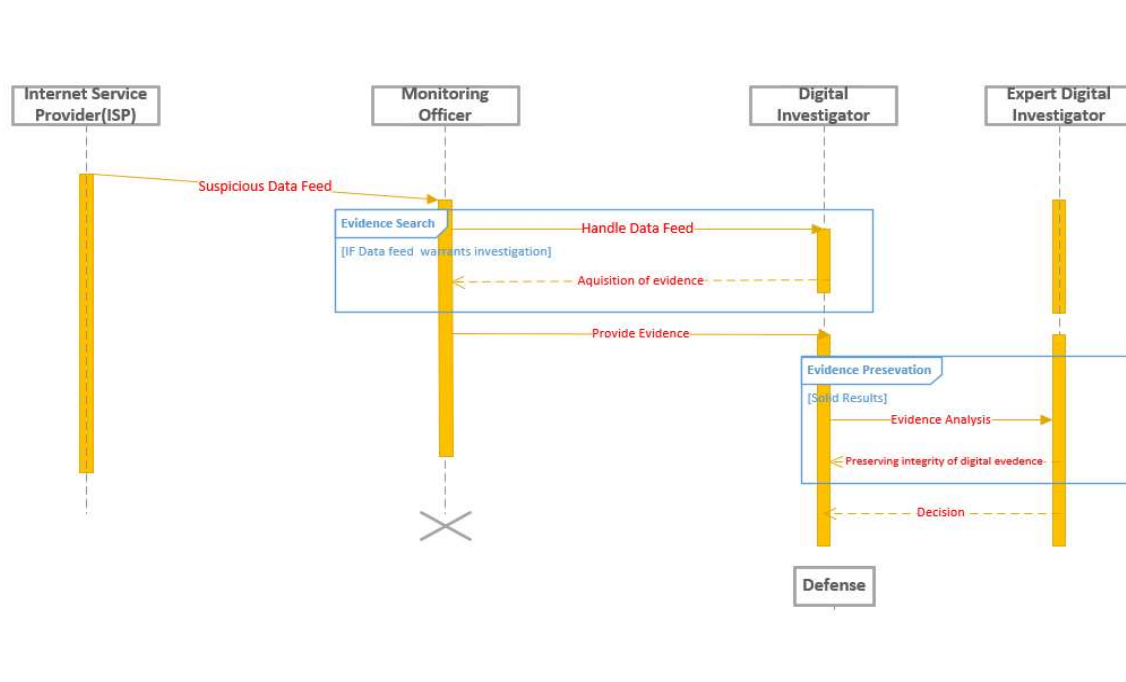 Internet Service
Provider(ISP)
Monitoring
Officer
Digital
Investigator
Expert Digital
Investigator
Suspicious Data Feed
Evidence Search
Handle Data Feed
[IF Data feed warrants investigation]
Aquisition of evidence
Provide Evidence
Evidence Presevation
[Solid Results]
Evidence Analysis
Preserving integrity of digital evedence
Decision
Defense